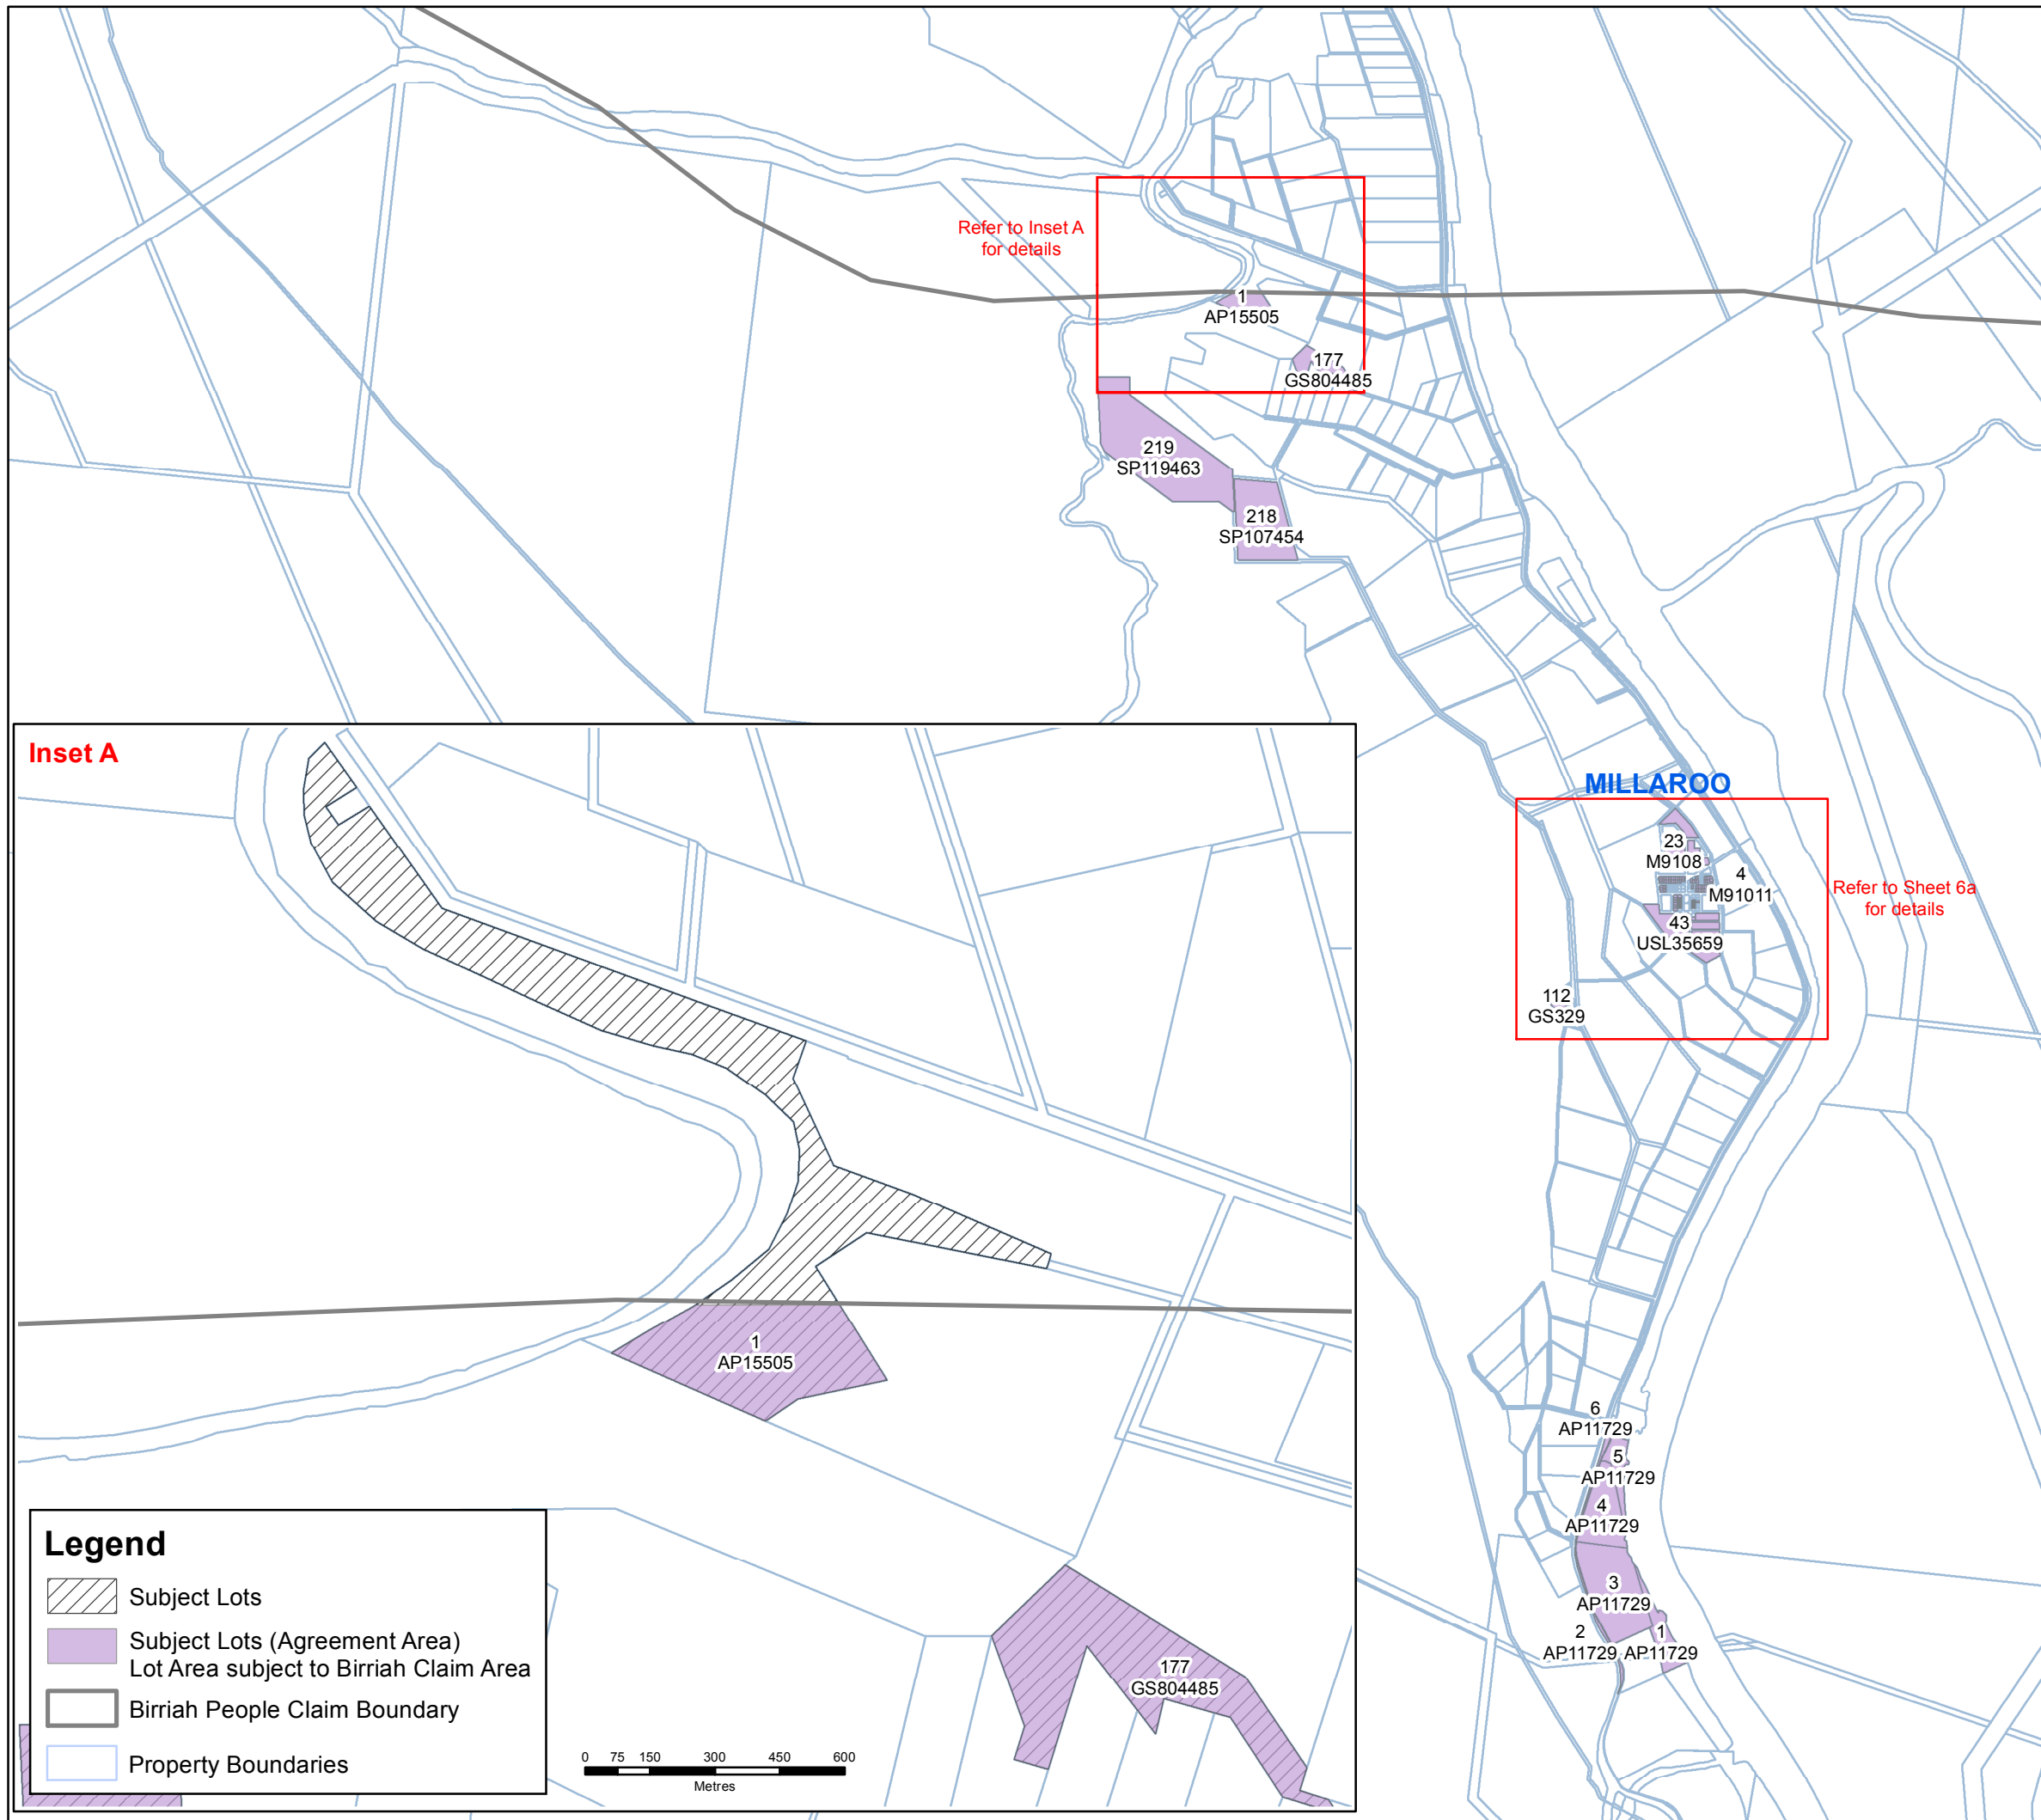 Refer to Inset A
for details
1
AP15505
177
GS804485
219
SP119463
218
SP107454
MILLAROO
23
M9108
4
M91011
Refer to Sheet 6a
for details
43
USL35659
112
GS329
6
AP11729
5
AP11729
4
AP11729
3
AP11729
2
AP11729
1
AP11729
Inset A
1
AP15505
177
GS804485
Legend
Subject Lots
Subject Lots (Agreement Area)
Lot Area subject to Birriah Claim Area
Birriah People Claim Boundary
Property Boundaries
0 75 150 300 450 600
Metres